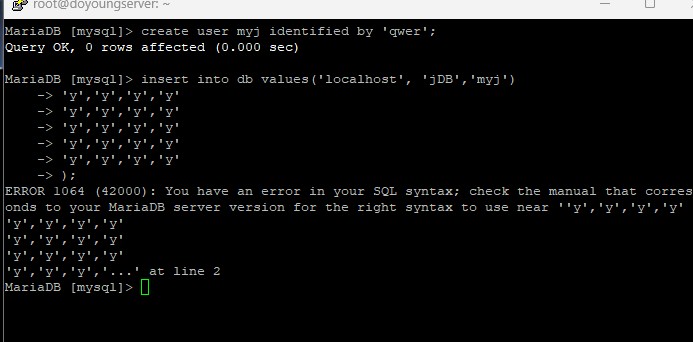 root@doyoungserver: ~
MariaDB [mysql]> create user myj identified by 'qwer';
Query OK, 0 rows affected (0.000 sec)
MariaDB [mysql]> insert into db values('localhost', 'jDB','myj')
    -> 'y','y','y','y'
    -> 'y','y','y','y'
    -> 'y','y','y','y'
    -> 'y','y','y','y'
    -> 'y','y','y','y'
    -> );
ERROR 1064 (42000): You have an error in your SQL syntax; check the manual that corres
onds to your MariaDB server version for the right syntax to use near ''y','y','y','y'
'y','y','y','y'
'y','y','y','y'
'y','y','y','y'
'y','y','y','...' at line 2
MariaDB [mysql]>